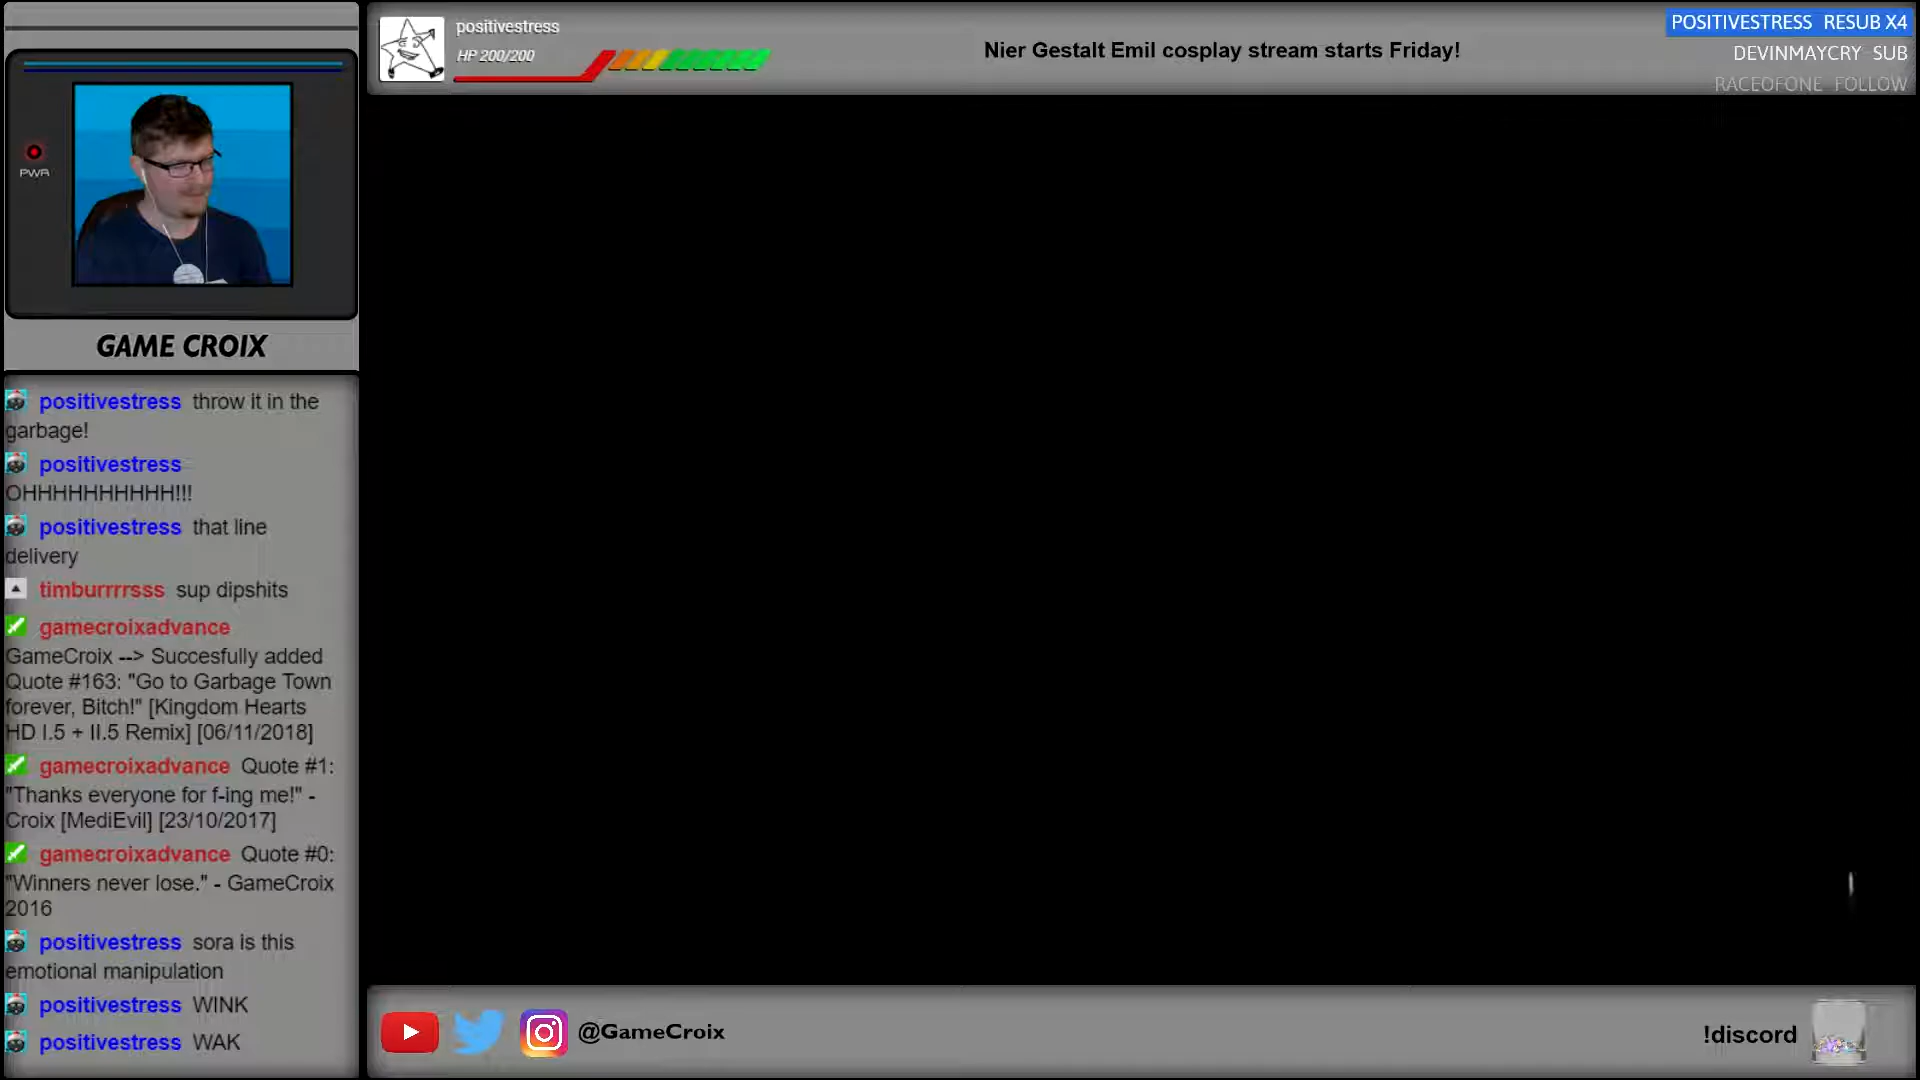 positivestress
HP 200/200
Nier Gestalt Emil cosplay stream starts Friday!
POSITIVESTRESS RESUB X4
DEVINMAYCRY SUB
RACEOFONE FOLLOW
PWR
GAME CROIX
positivestress throw it in the
garbage!
positivestress
OHHHHHHHHHH!!!
positivestress that line
delivery
timburrrrsss sup dipshits
gamecroixadvance
GameCroix --> Succesfully added
Quote #163: "Go to Garbage Town
forever, Bitch!" [Kingdom Hearts
HD I.5 + II.5 Remix] [06/11/2018]
gamecroixadvance Quote #1:
"Thanks everyone for f-ing me!" -
Croix [MediEvil] [23/10/2017]
gamecroixadvance Quote #0:
"Winners never lose." - GameCroix
2016
positivestress sora is this
emotional manipulation
positivestress WINK
positivestress WAK
@GameCroix
!discord